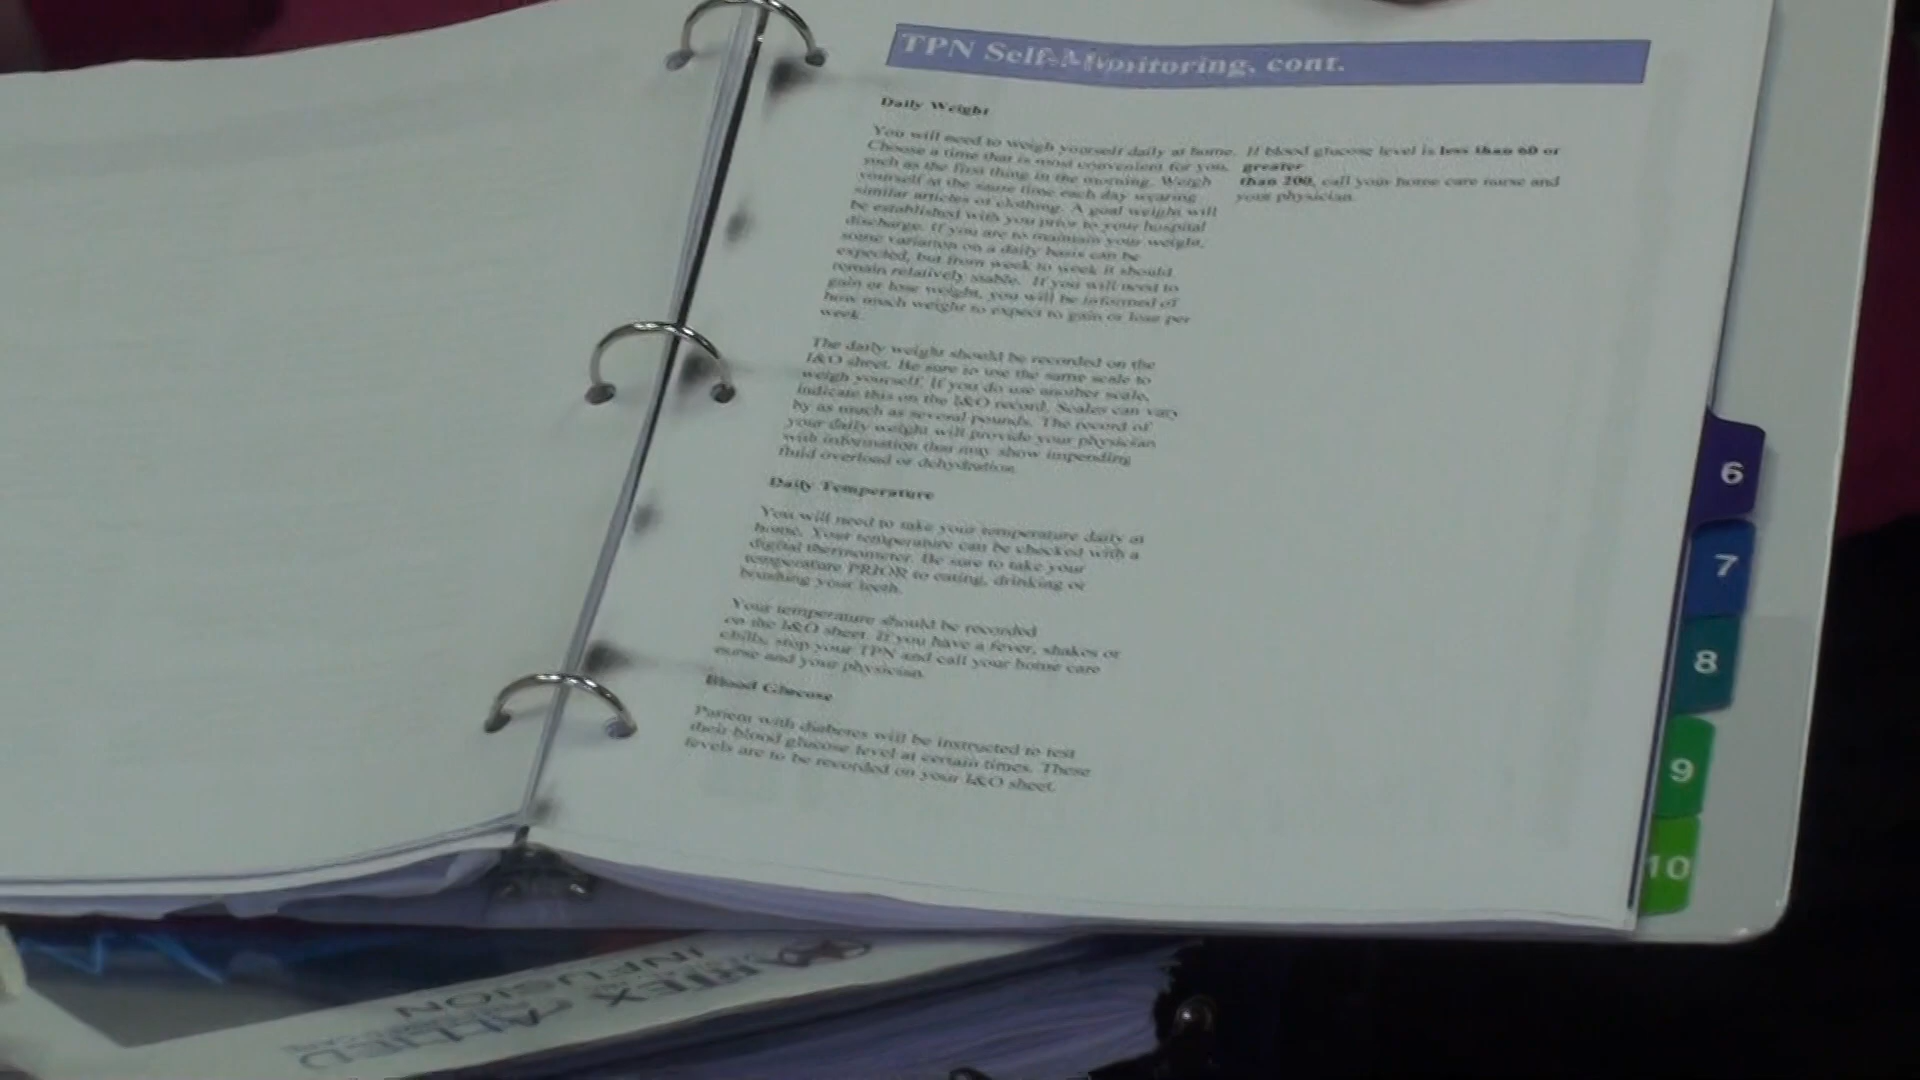 TPN Self-Monitoring, cont.
Daily Weight
You will need to weigh yourself daily at home.
Choose a time that is most convenient for you,
such as the first thing in the morning. Weigh
yourself at the same time each day wearing
similar articles of clothing. A goal weight will
be established with you prior to your hospital
discharge. If you are to maintain your weight,
some variation on a daily basis can be
expected, but from week to week it should
remain relatively stable. If you will need to
gain or lose weight, you will be informed of
how much weight to expect to gain or lose per
week.
The daily weight should be recorded on the
I&O sheet. Be sure to use the same scale to
weigh yourself. If you do use another scale,
indicate this on the I&O record. Scales can vary
by as much as several pounds. The record of
your daily weight will provide your physician
with information that may show impending
fluid overload or dehydration.
Daily Temperature
You will need to take your temperature daily at
home. Your temperature can be checked with a
digital thermometer. Be sure to take your
temperature PRIOR to eating, drinking or
brushing your teeth.
Your temperature should be recorded
on the I&O sheet. If you have a fever, shakes or
chills, stop your TPN and call your home care
nurse and your physician.
Blood Glucose
Patient with diabetes will be instructed to test
their blood glucose level at certain times. These
levels are to be recorded on your I&O sheet.
If blood glucose level is less than 60 or
greater
than 200, call your home care nurse and
your physician.
6
7
8
9
10
INFUSION